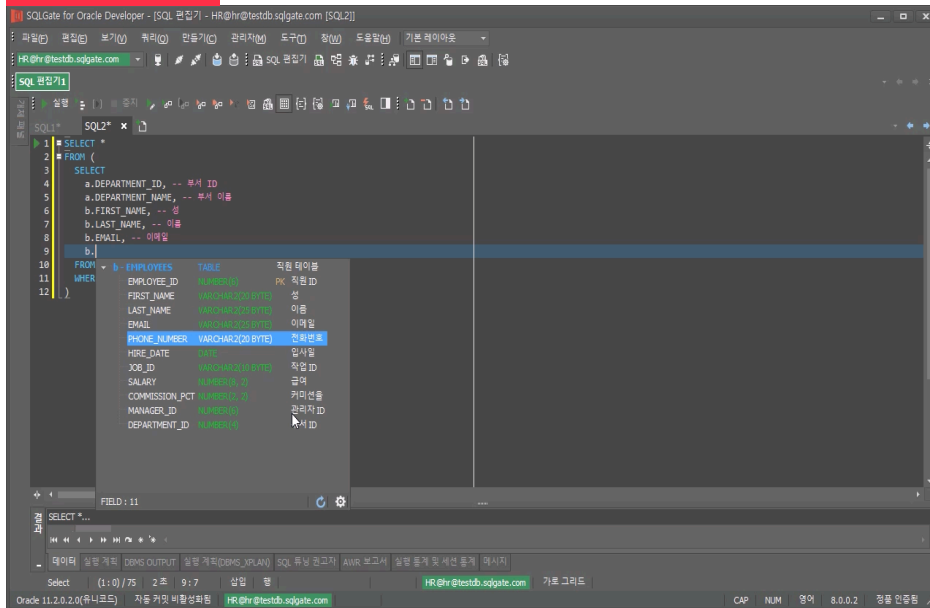 SQLGate for Oracle Developer - [SQL 편집기 - HR@hr@testdb.sqlgate.com [SQL2]]
파일(F) 편집(E) 보기(V) 쿼리(Q) 만들기(C) 관리자(M) 도구(T) 창(W) 도움말(H) 기본 레이아웃
HR@hr@testdb.sqlgate.com SQL 편집기
SQL 편집기1
실행 중지
SQL1* SQL2*
1 SELECT *
2 FROM (
3 SELECT
4 a.DEPARTMENT_ID, -- 부서 ID
5 a.DEPARTMENT_NAME, -- 부서 이름
6 b.FIRST_NAME, -- 성
7 b.LAST_NAME, -- 이름
8 b.EMAIL, -- 이메일
9 b.
10 FROM
11 WHER
12 )
b - EMPLOYEES TABLE 직원 테이블
EMPLOYEE_ID NUMBER(6) PK 직원 ID
FIRST_NAME VARCHAR2(20 BYTE) 성
LAST_NAME VARCHAR2(25 BYTE) 이름
EMAIL VARCHAR2(25 BYTE) 이메일
PHONE_NUMBER VARCHAR2(20 BYTE) 전화번호
HIRE_DATE DATE 입사일
JOB_ID VARCHAR2(10 BYTE) 작업 ID
SALARY NUMBER(8, 2) 급여
COMMISSION_PCT NUMBER(2, 2) 커미션율
MANAGER_ID NUMBER(6) 관리자 ID
DEPARTMENT_ID NUMBER(4) 부서 ID
FIELD : 11
결과
SELECT *...
데이터 실행 계획 DBMS OUTPUT 실행 계획(DBMS_XPLAN) SQL 튜닝 권고자 AWR 보고서 실행 통계 및 세션 통계 메시지
Select (1 : 0) / 75 2 초 9 : 7 삽입 행 HR@hr@testdb.sqlgate.com 가로 그리드
Oracle 11.2.0.2.0(유니코드) 자동 커밋 비활성화됨 HR@hr@testdb.sqlgate.com CAP NUM 영어 8.0.0.2 정품 인증됨